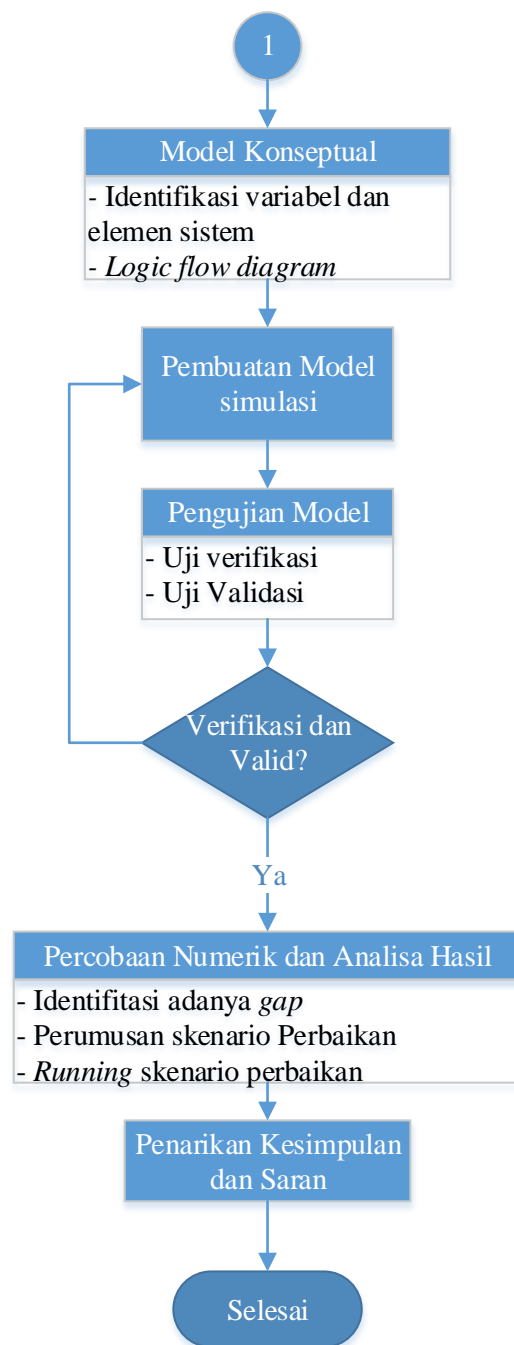 1
Model Konseptual
- Identifikasi variabel dan
elemen sistem
- Logic flow diagram
Pembuatan Model
simulasi
Pengujian Model
- Uji verifikasi
- Uji Validasi
Verifikasi dan
Valid?
Ya
Percobaan Numerik dan Analisa Hasil
- Identifitasi adanya gap
- Perumusan skenario Perbaikan
- Running skenario perbaikan
Penarikan Kesimpulan
dan Saran
Selesai